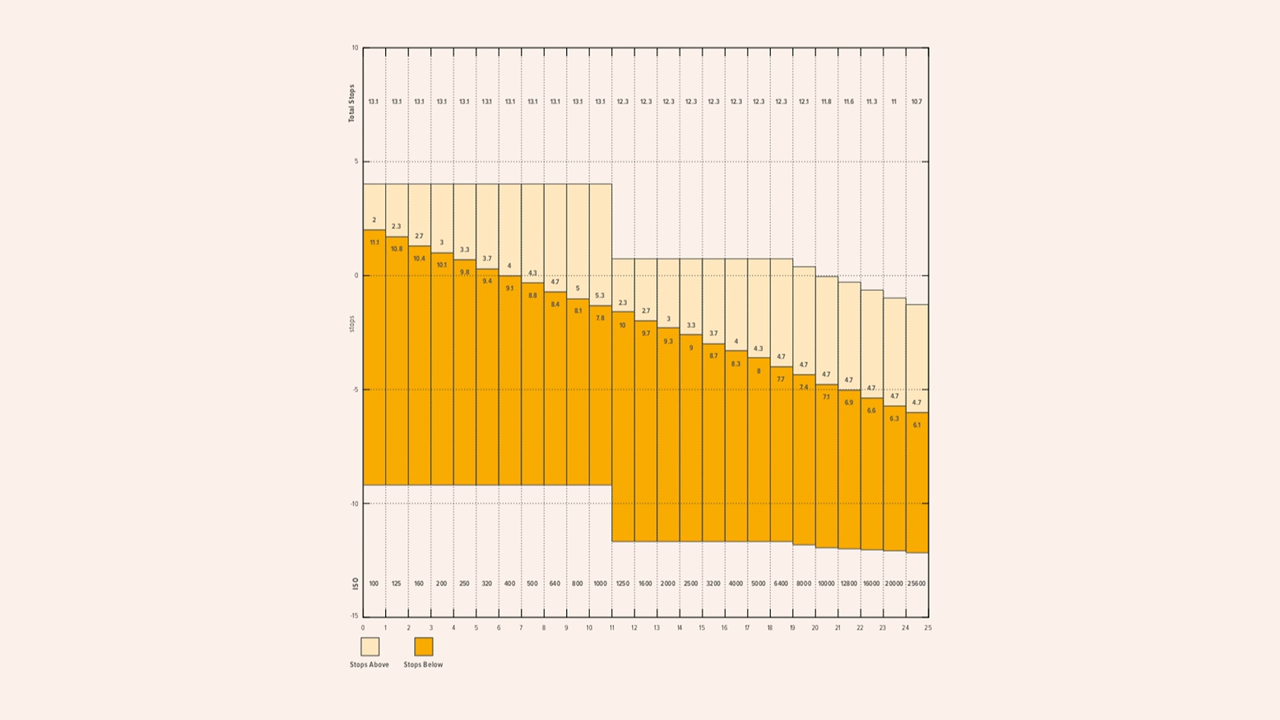 10
Total Stops
13.1 13.1 13.1 13.1 13.1 13.1 13.1 13.1 13.1 13.1 13.1 12.3 12.3 12.3 12.3 12.3 12.3 12.3 12.3 12.1 11.8 11.6 11.3 11 10.7
5
2 2.3 2.7 3 3.3 3.7 4 4.3 4.7 5 5.3 2.3 2.7 3 3.3 3.7 4 4.3 4.7 4.7 4.7 4.7 4.7 4.7 4.7
11.1 10.8 10.4 10.1 9.8 9.4 9.1 8.8 8.4 8.1 7.8 10 9.7 9.3 9 8.7 8.3 8 7.7 7.4 7.1 6.9 6.6 6.3 6.1
0
stops
-5
-10
ISO
100 125 160 200 250 320 400 500 640 800 1000 1250 1600 2000 2500 3200 4000 5000 6400 8000 10000 12800 16000 20000 25600
-15
0 1 2 3 4 5 6 7 8 9 10 11 12 13 14 15 16 17 18 19 20 21 22 23 24 25
Stops Above Stops Below